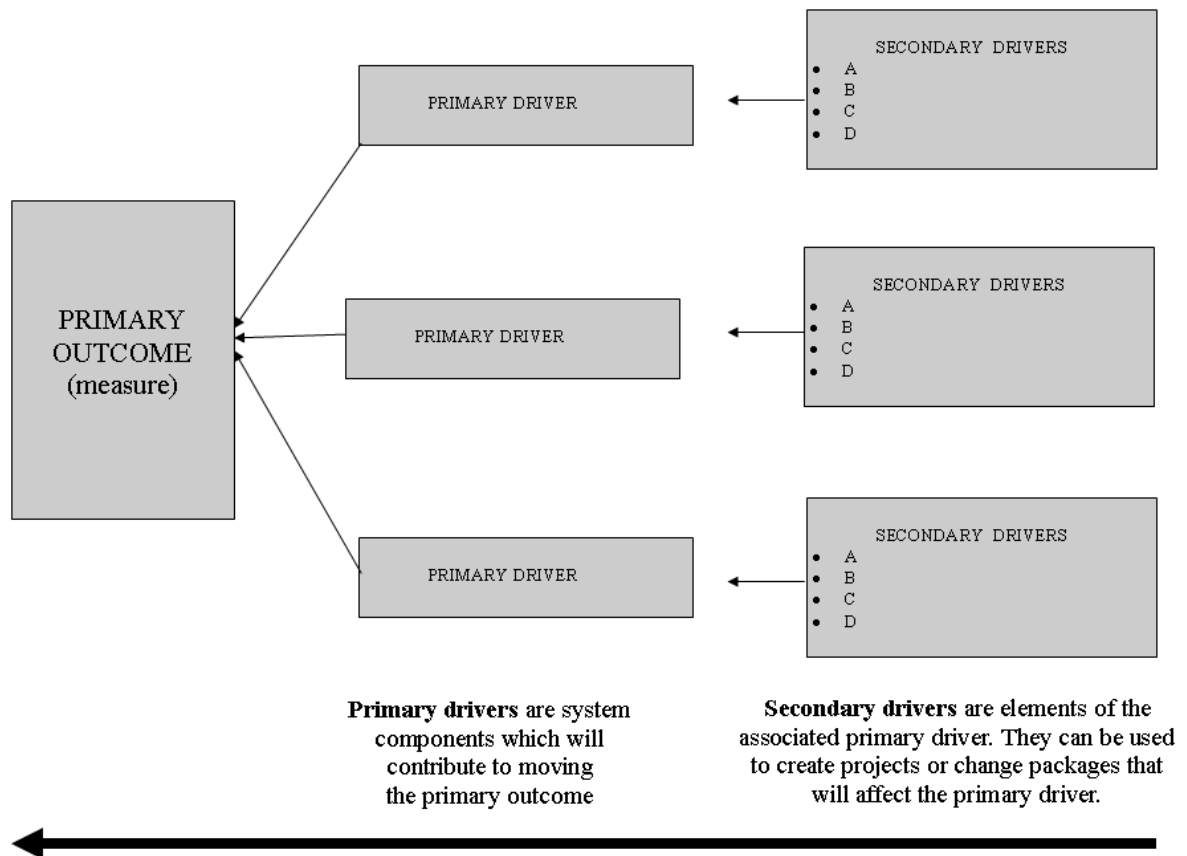 SECONDARY DRIVERS
• A
• B
• C
• D
PRIMARY DRIVER
SECONDARY DRIVERS
• A
• B
• C
• D
PRIMARY DRIVER
PRIMARY
OUTCOME
(measure)
SECONDARY DRIVERS
• A
• B
• C
• D
PRIMARY DRIVER
Primary drivers are system
components which will
contribute to moving
the primary outcome
Secondary drivers are elements of the
associated primary driver. They can be used
to create projects or change packages that
will affect the primary driver.